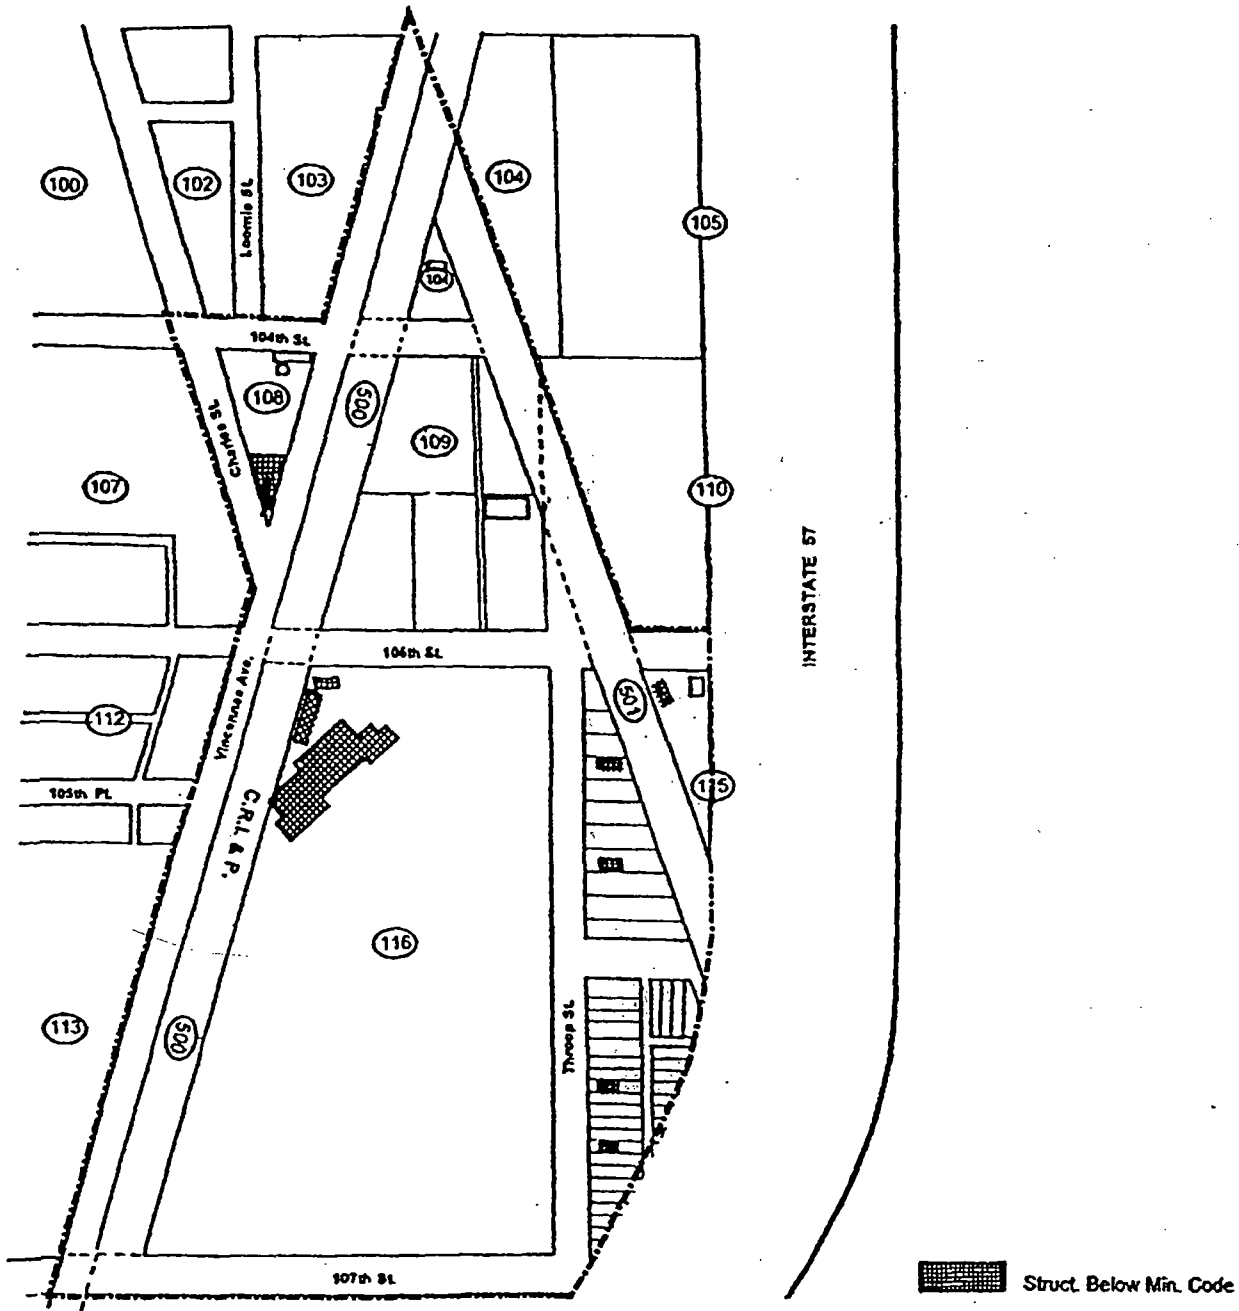 100
102
Loomis St.
103
104
105
104
104th St.
108
500
Charles St.
109
107
110
INTERSTATE 57
106th St.
Vincennes Ave.
501
112
105th Pl.
115
C.R.I. & P.
116
113
500
Throop St.
107th St.
Struct. Below Min. Code